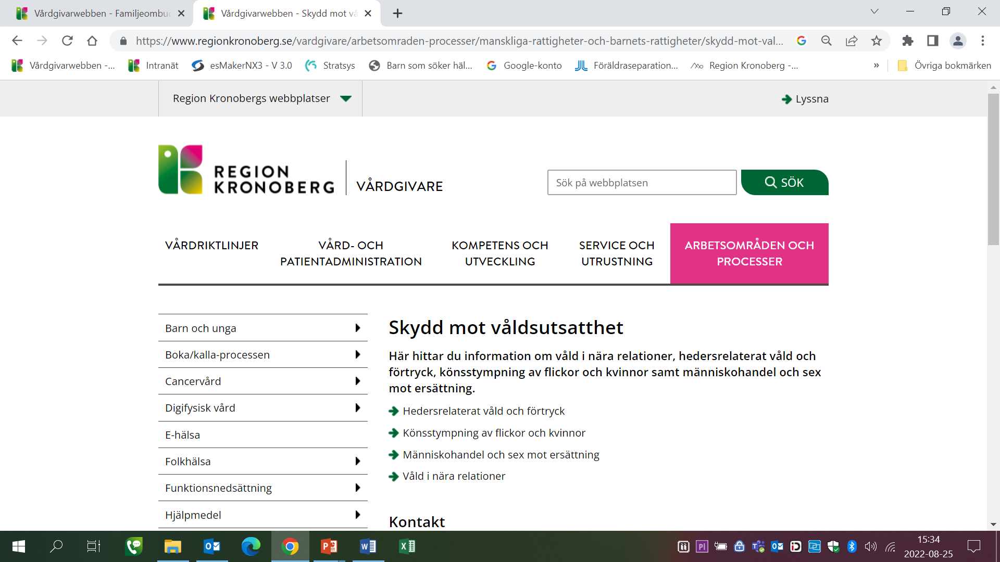 Vårdgivarwebben - Familjeombu
Vårdgivarwebben - Skydd mot vå
https://www.regionkronoberg.se/vardgivare/arbetsomraden-processer/manskliga-rattigheter-och-barnets-rattigheter/skydd-mot-val...
Vårdgivarwebben -...
Intranät
esMakerNX3 - V 3.0
Stratsys
Barn som söker häl...
Google-konto
Föräldraseparation...
Region Kronoberg -...
»
Övriga bokmärken
Region Kronobergs webbplatser
Lyssna
REGION
KRONOBERG
VÅRDGIVARE
Sök på webbplatsen
SÖK
VÅRDRIKTLINJER
VÅRD- OCH
PATIENTADMINISTRATION
KOMPETENS OCH
UTVECKLING
SERVICE OCH
UTRUSTNING
ARBETSOMRÅDEN OCH
PROCESSER
Barn och unga
Boka/kalla-processen
Cancervård
Digifysisk vård
E-hälsa
Folkhälsa
Funktionsnedsättning
Hjälpmedel
Skydd mot våldsutsatthet
Här hittar du information om våld i nära relationer, hedersrelaterat våld och
förtryck, könsstympning av flickor och kvinnor samt människohandel och sex
mot ersättning.
Hedersrelaterat våld och förtryck
Könsstympning av flickor och kvinnor
Människohandel och sex mot ersättning
Våld i nära relationer
Kontakt
15:34
2022-08-25